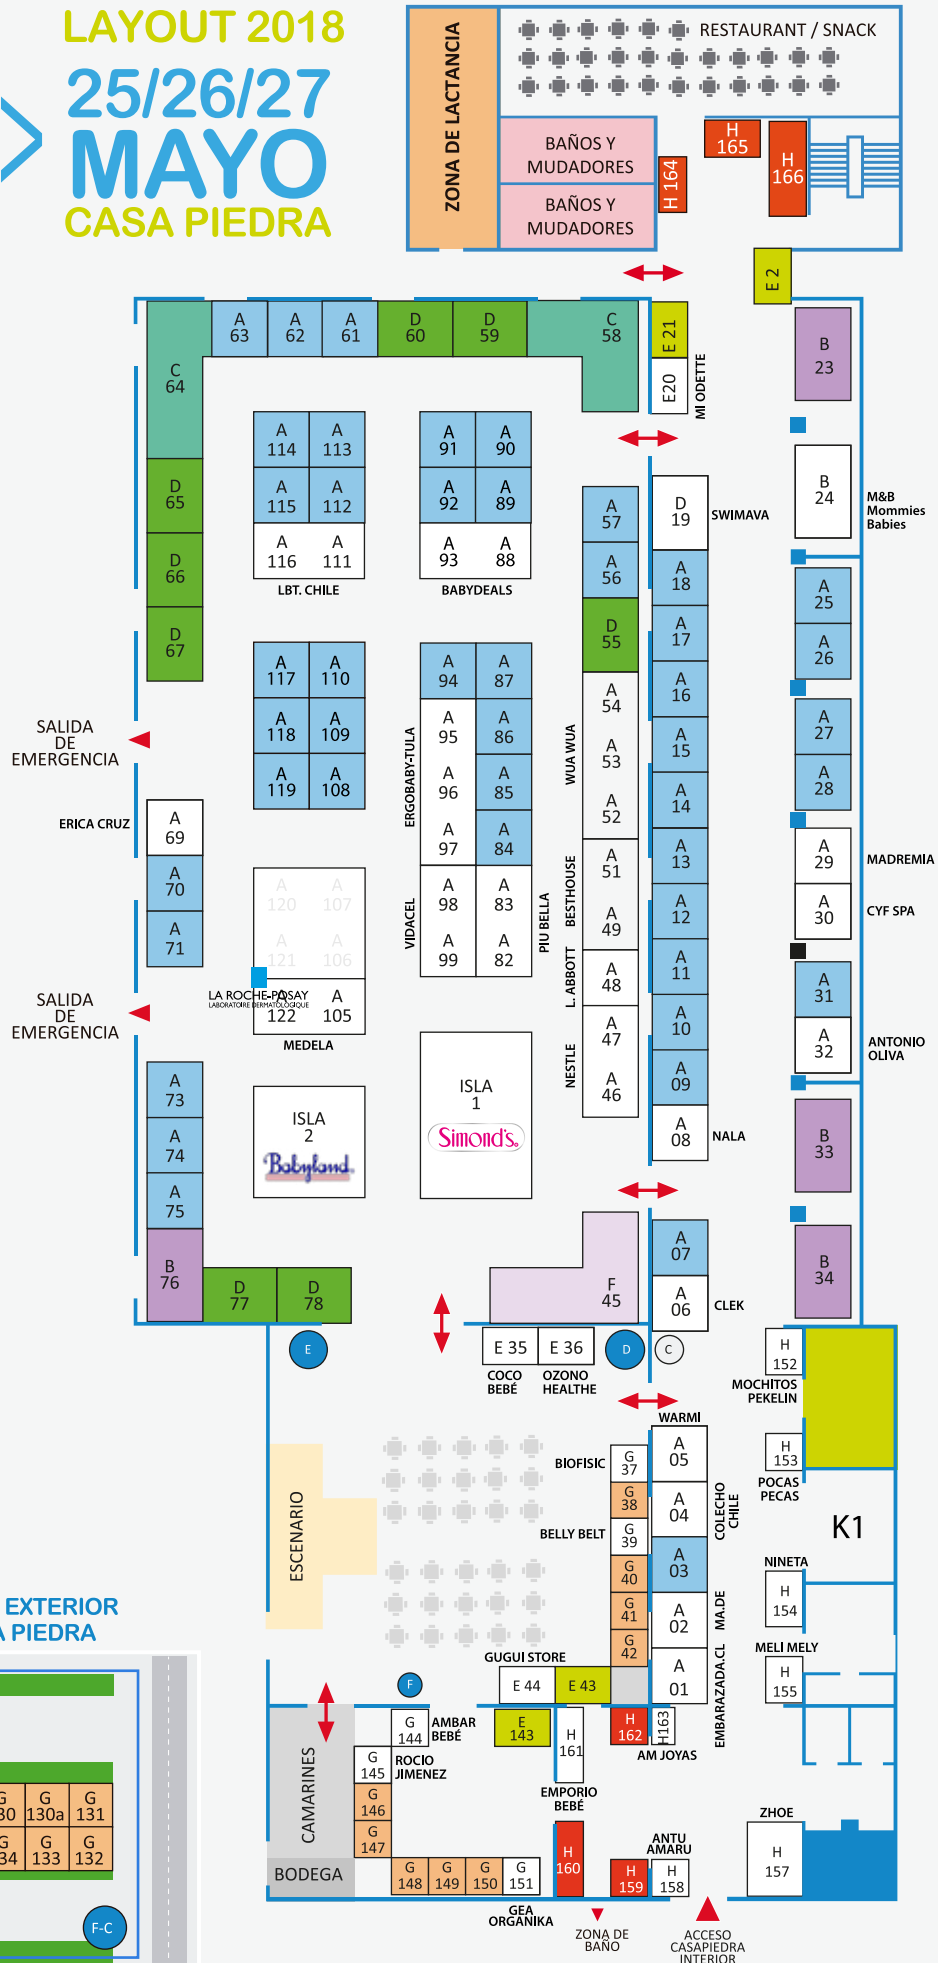 LAYOUT 2018
25/26/27
MAYO
CASA PIEDRA
ZONA DE LACTANCIA
RESTAURANT / SNACK
BAÑOS Y
MUDADORES
BAÑOS Y
MUDADORES
H 164
H
165
H
166
E 2
A
63
A
62
A
61
D
60
D
59
C
58
E 21
E20
MI ODETTE
B
23
C
64
A
114
A
113
A
91
A
90
A
115
A
112
A
92
A
89
A
116
A
111
A
93
A
88
LBT. CHILE
BABYDEALS
D
65
D
66
D
67
A
57
A
56
D
55
D
19
SWIMAVA
B
24
M&B
Mommies
Babies
A
18
A
17
A
16
A
15
A
14
A
13
A
12
A
11
A
10
A
09
A
08
NALA
A
25
A
26
A
27
A
28
A
29
MADREMIA
A
30
CYF SPA
A
31
A
32
ANTONIO
OLIVA
B
33
B
34
A
117
A
110
A
118
A
109
A
119
A
108
A
94
A
87
A
95
A
86
A
96
A
85
A
97
A
84
A
98
A
83
A
99
A
82
ERGOBABY-TULA
VIDACEL
PIU BELLA
A
54
A
53
A
52
WUA WUA
A
51
A
49
BESTHOUSE
A
48
L. ABBOTT
A
47
A
46
NESTLE
SALIDA
DE
EMERGENCIA
ERICA CRUZ
A
69
A
70
A
71
SALIDA
DE
EMERGENCIA
A
120
A
107
A
121
A
106
LA ROCHE-POSAY
LABORATOIRE DERMATOLOGIQUE
A
122
A
105
MEDELA
ISLA
1
Simond's
ISLA
2
Babyland
A
73
A
74
A
75
B
76
D
77
D
78
F
45
A
07
A
06
CLEK
E
E 35
E 36
D
C
COCO
BEBÉ
OZONO
HEALTHE
H
152
MOCHITOS
PEKELIN
H
153
POCAS
PECAS
K1
WARMI
A
05
A
04
COLECHO
CHILE
A
03
A
02
MA.DE
A
01
EMBARAZADA.CL
BIOFISIC
G
37
G
38
BELLY BELT
G
39
G
40
G
41
G
42
ESCENARIO
NINETA
H
154
MELI MELY
H
155
GUGUI STORE
E 44
E 43
F
G
144
AMBAR
BEBÉ
E
143
H
161
H
162
H163
AM JOYAS
G
145
ROCIO
JIMENEZ
G
146
G
147
CAMARINES
BODEGA
G
148
G
149
G
150
G
151
GEA
ORGANIKA
EMPORIO
BEBÉ
H
160
H
159
ANTU
AMARU
H
158
ZHOE
H
157
ZONA DE
BAÑO
ACCESO
CASAPIEDRA
INTERIOR
EXTERIOR
A PIEDRA
G
30
G
130a
G
131
G
34
G
133
G
132
F-C